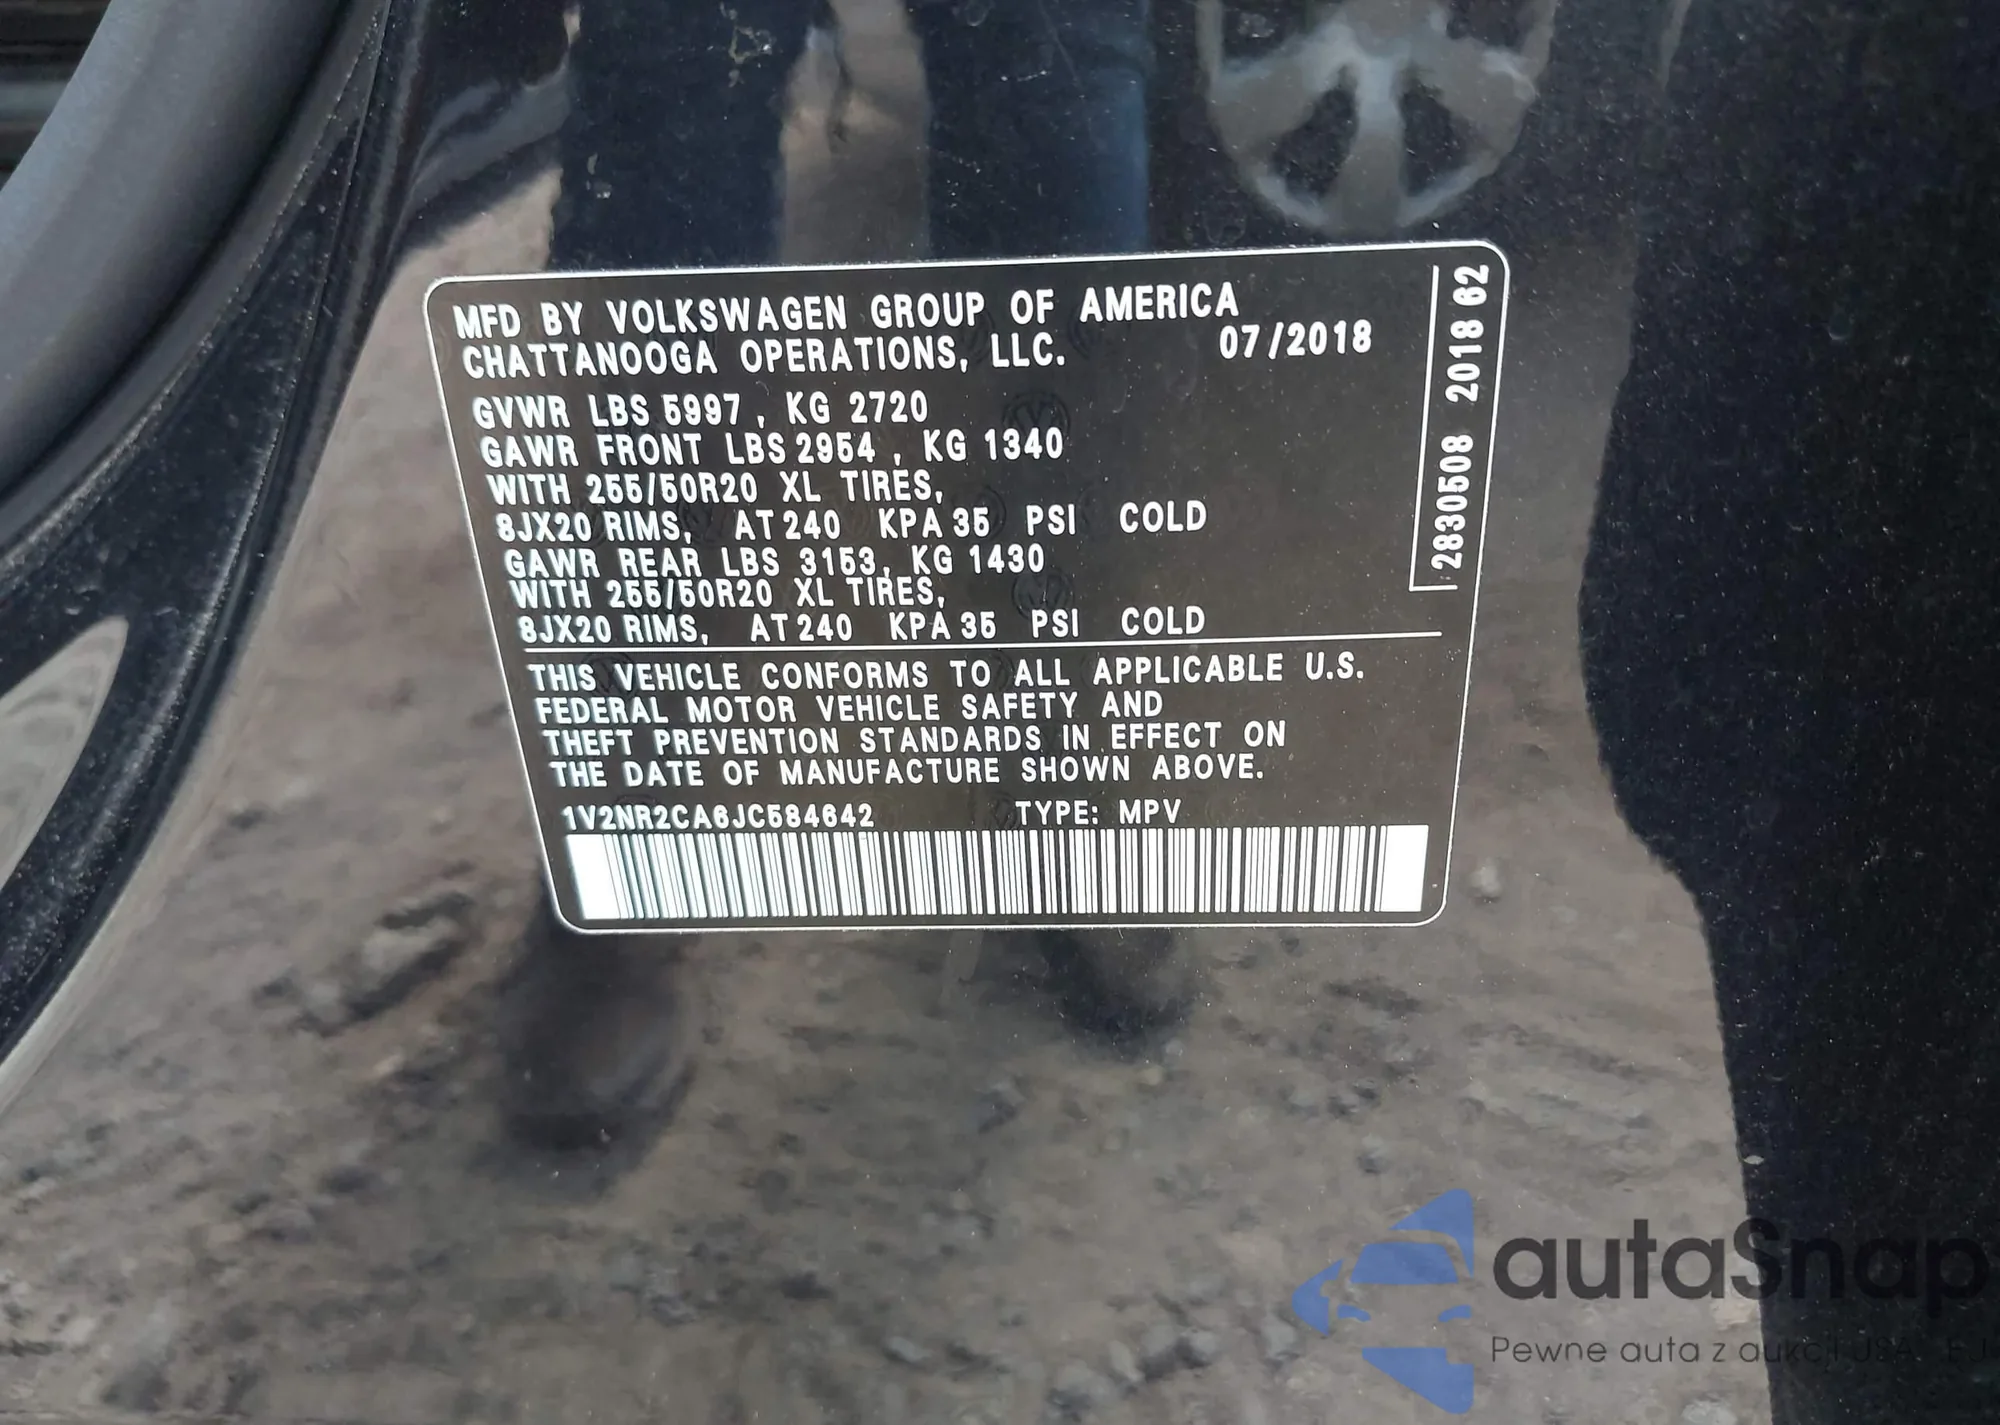 MFD BY VOLKSWAGEN GROUP OF AMERICA
CHATTANOOGA OPERATIONS, LLC. 07/2018
GVWR LBS 5997 , KG 2720
GAWR FRONT LBS 2954 , KG 1340
WITH 255/50R20 XL TIRES,
8JX20 RIMS, AT 240 KPA 35 PSI COLD
GAWR REAR LBS 3153, KG 1430
WITH 255/50R20 XL TIRES,
8JX20 RIMS, AT 240 KPA 35 PSI COLD
THIS VEHICLE CONFORMS TO ALL APPLICABLE U.S.
FEDERAL MOTOR VEHICLE SAFETY AND
THEFT PREVENTION STANDARDS IN EFFECT ON
THE DATE OF MANUFACTURE SHOWN ABOVE.
1V2NR2CA6JC584642 TYPE: MPV
2830508 2018 62
autaSnap
Pewne auta z aukcji USA